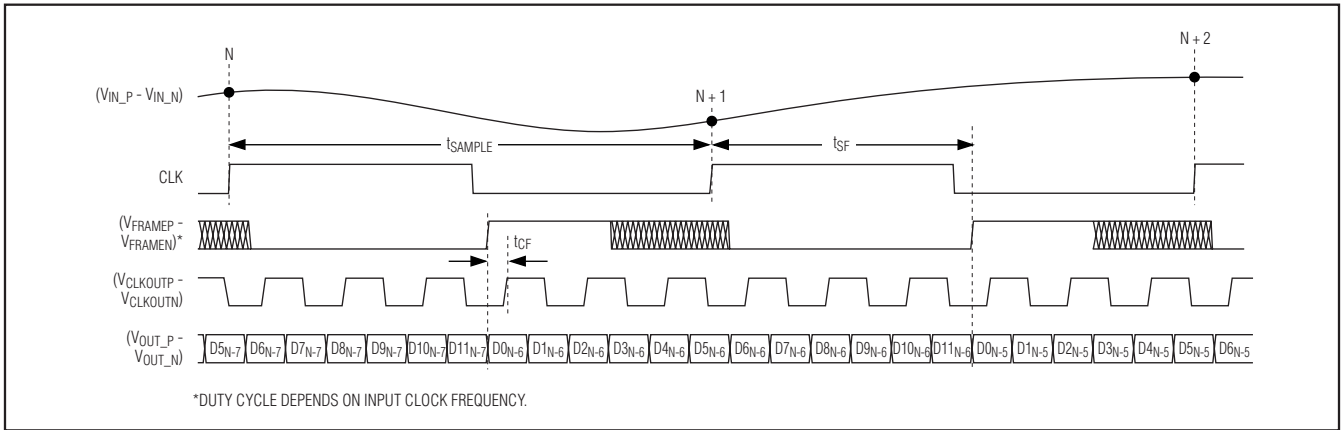 N
N + 1
N + 2
(VIN_P - VIN_N)
tSAMPLE
tSF
CLK
(VFRAMEP -
VFRAMEN)*
tCF
(VCLKOUTP -
VCLKOUTN)
(VOUT_P -
VOUT_N)
D5N-7 D6N-7 D7N-7 D8N-7 D9N-7 D10N-7 D11N-7 D0N-6 D1N-6 D2N-6 D3N-6 D4N-6 D5N-6 D6N-6 D7N-6 D8N-6 D9N-6 D10N-6 D11N-6 D0N-5 D1N-5 D2N-5 D3N-5 D4N-5 D5N-5 D6N-5
*DUTY CYCLE DEPENDS ON INPUT CLOCK FREQUENCY.